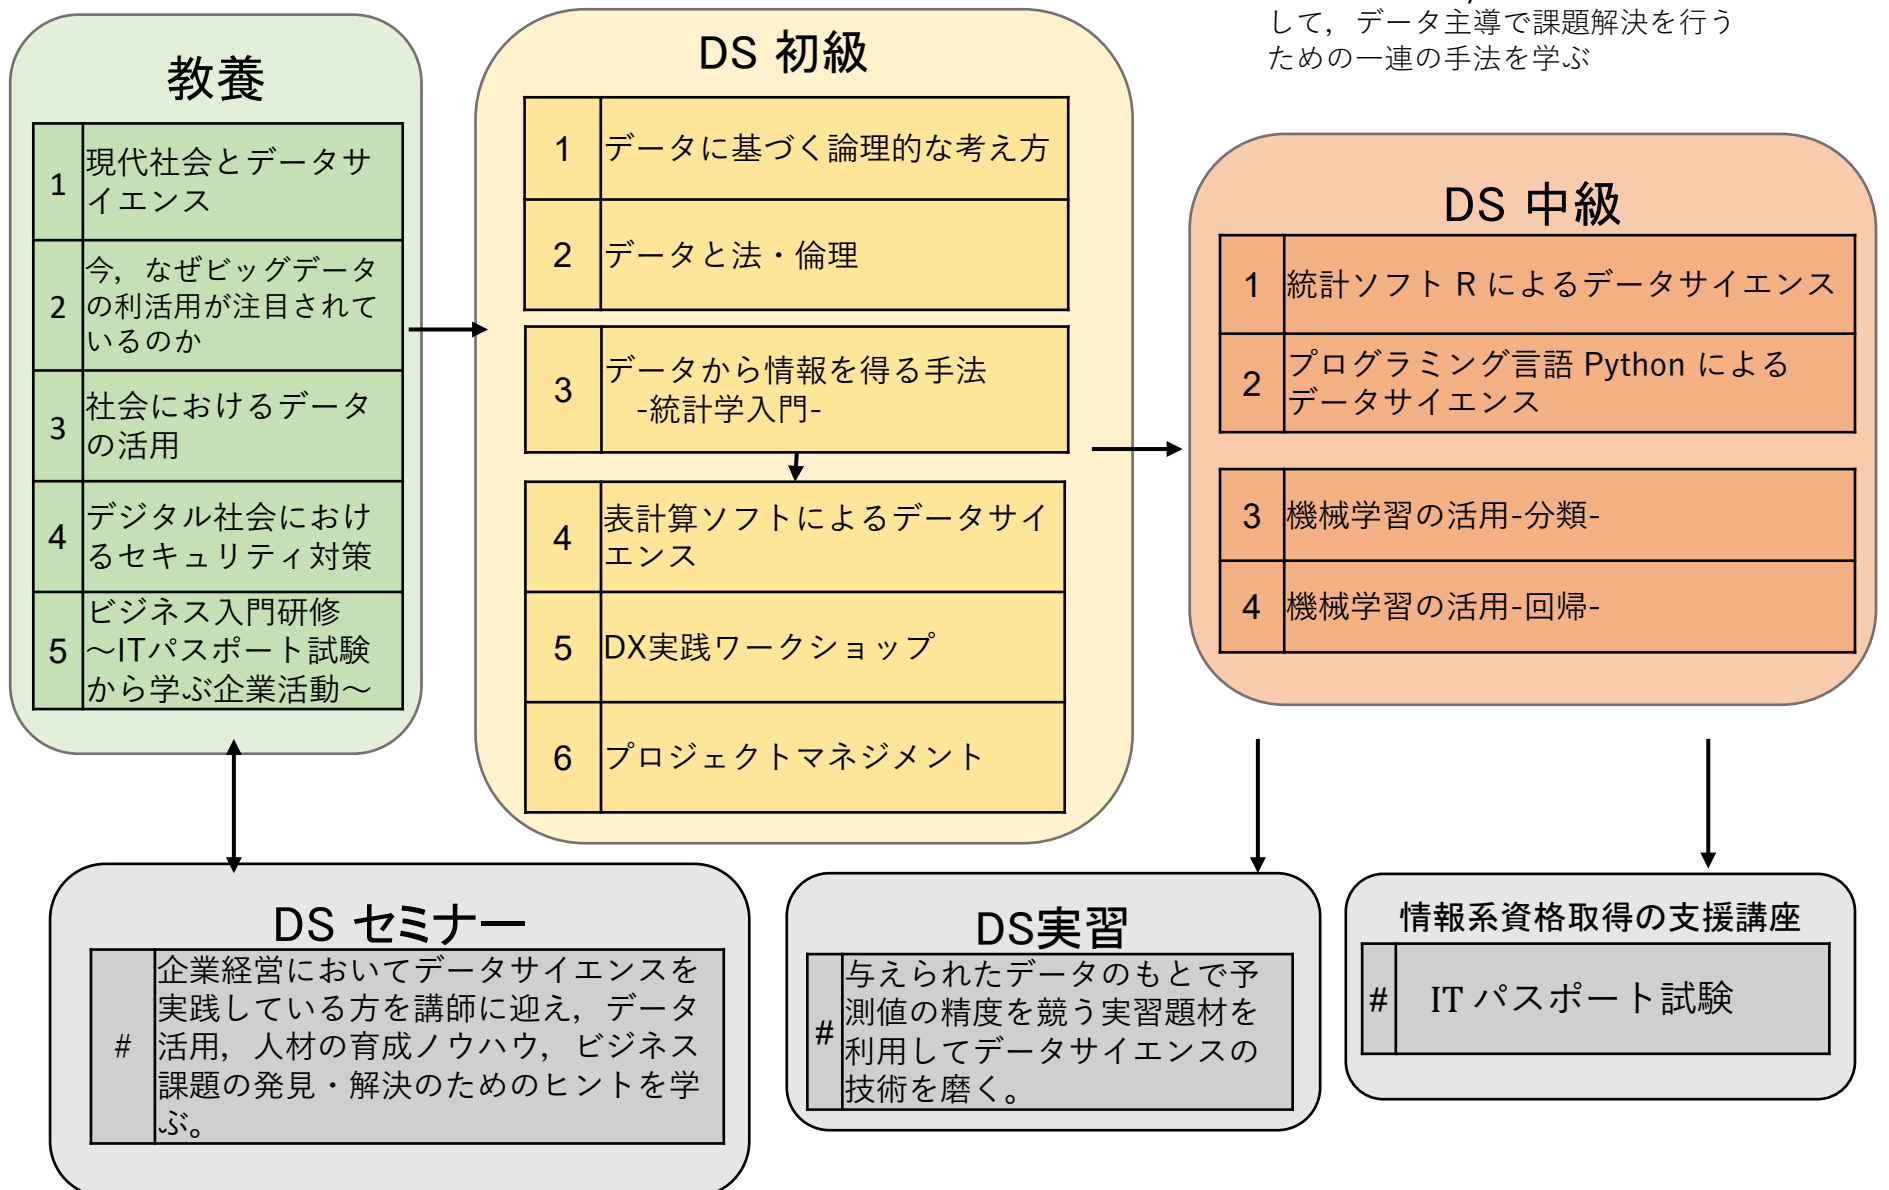 して，データ主導で課題解決を行う
ための一連の手法を学ぶ
教養
1
現代社会とデータサ
イエンス
2
今，なぜビッグデータ
の利活用が注目されて
いるのか
3
社会におけるデータ
の活用
4
デジタル社会におけ
るセキュリティ対策
5
ビジネス入門研修
～ITパスポート試験
から学ぶ企業活動～
DS 初級
1
データに基づく論理的な考え方
2
データと法・倫理
3
データから情報を得る手法
-統計学入門-
4
表計算ソフトによるデータサイ
エンス
5
DX実践ワークショップ
6
プロジェクトマネジメント
DS 中級
1
統計ソフト R によるデータサイエンス
2
プログラミング言語 Python による
データサイエンス
3
機械学習の活用-分類-
4
機械学習の活用-回帰-
DS セミナー
#
企業経営においてデータサイエンスを
実践している方を講師に迎え，データ
活用，人材の育成ノウハウ，ビジネス
課題の発見・解決のためのヒントを学
ぶ。
DS実習
#
与えられたデータのもとで予
測値の精度を競う実習題材を
利用してデータサイエンスの
技術を磨く。
情報系資格取得の支援講座
#
IT パスポート試験